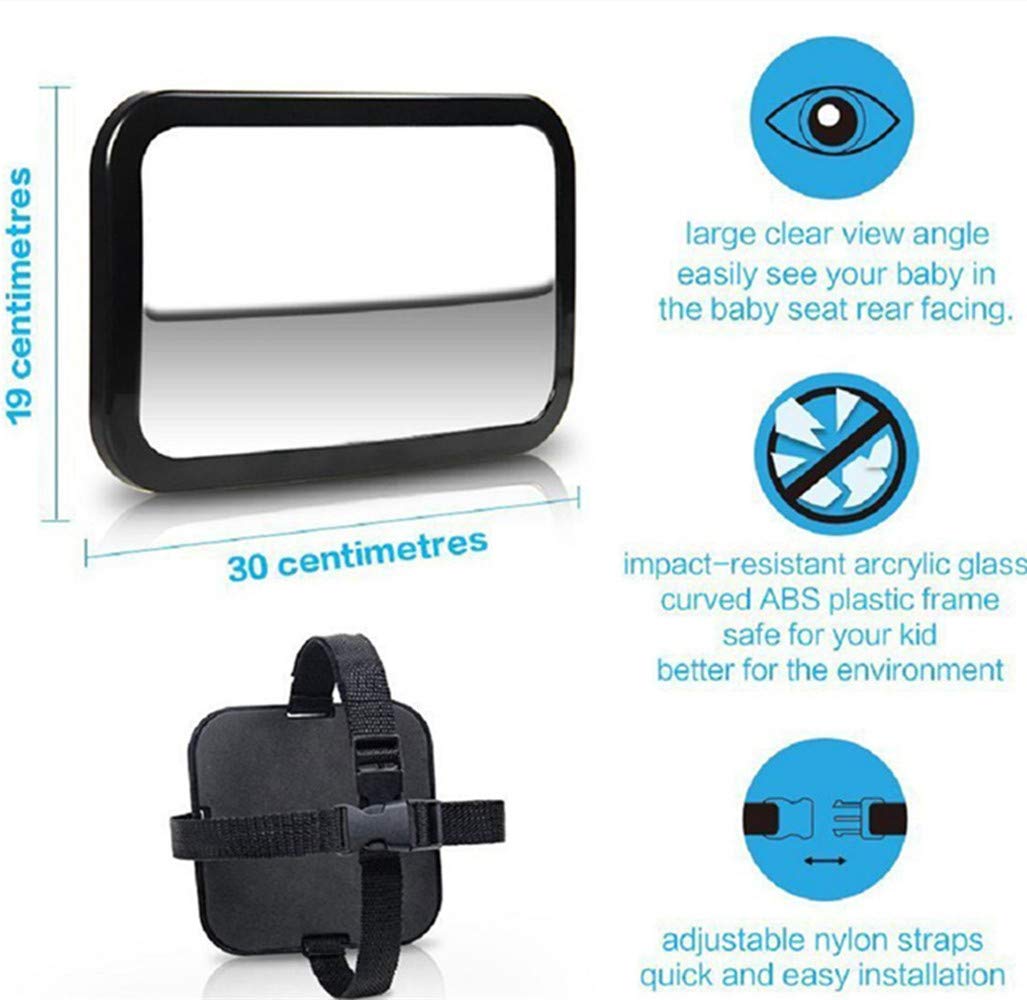 19 centimetres
30 centimetres
large clear view angle
easily see your baby in
the baby seat rear facing.
impact-resistant arcrylic glass
curved ABS plastic frame
safe for your kid
better for the environment
adjustable nylon straps
quick and easy installation